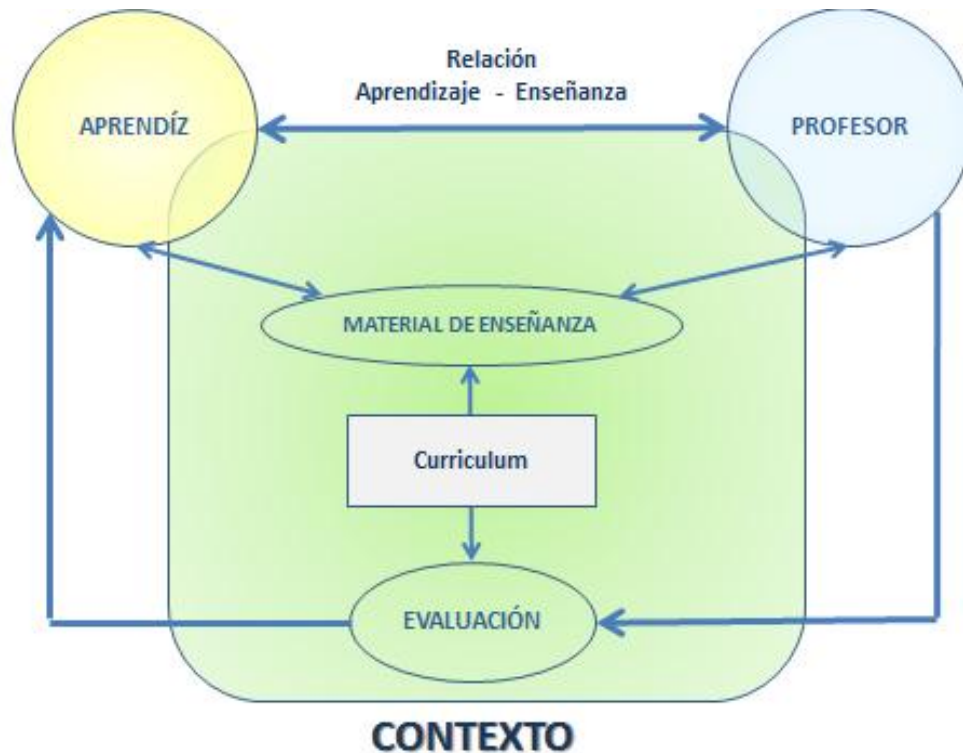 Relación
Aprendizaje - Enseñanza
APRENDÍZ
PROFESOR
MATERIAL DE ENSEÑANZA
Curriculum
EVALUACIÓN
CONTEXTO